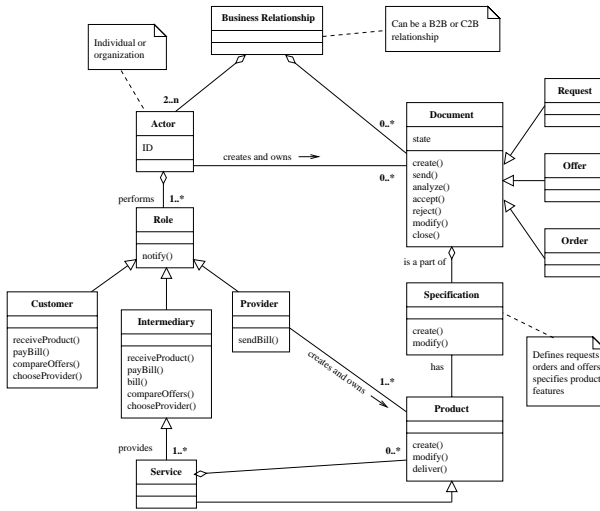 Business Relationship
Can be a B2B or C2B
relationship
Individual or
organization
2..n
0..*
Actor
ID
Document
state
create()
send()
analyze()
accept()
reject()
modify()
close()
Request
Offer
Order
creates and owns
0..*
performs
1..*
Role
notify()
is a part of
Customer
receiveProduct()
payBill()
compareOffers()
chooseProvider()
Intermediary
receiveProduct()
payBill()
bill()
compareOffers()
chooseProvider()
Provider
sendBill()
Specification
create()
modify()
Defines requests
orders and offers
specifies product
features
creates and owns
1..*
has
Product
create()
modify()
deliver()
provides
1..*
0..*
Service